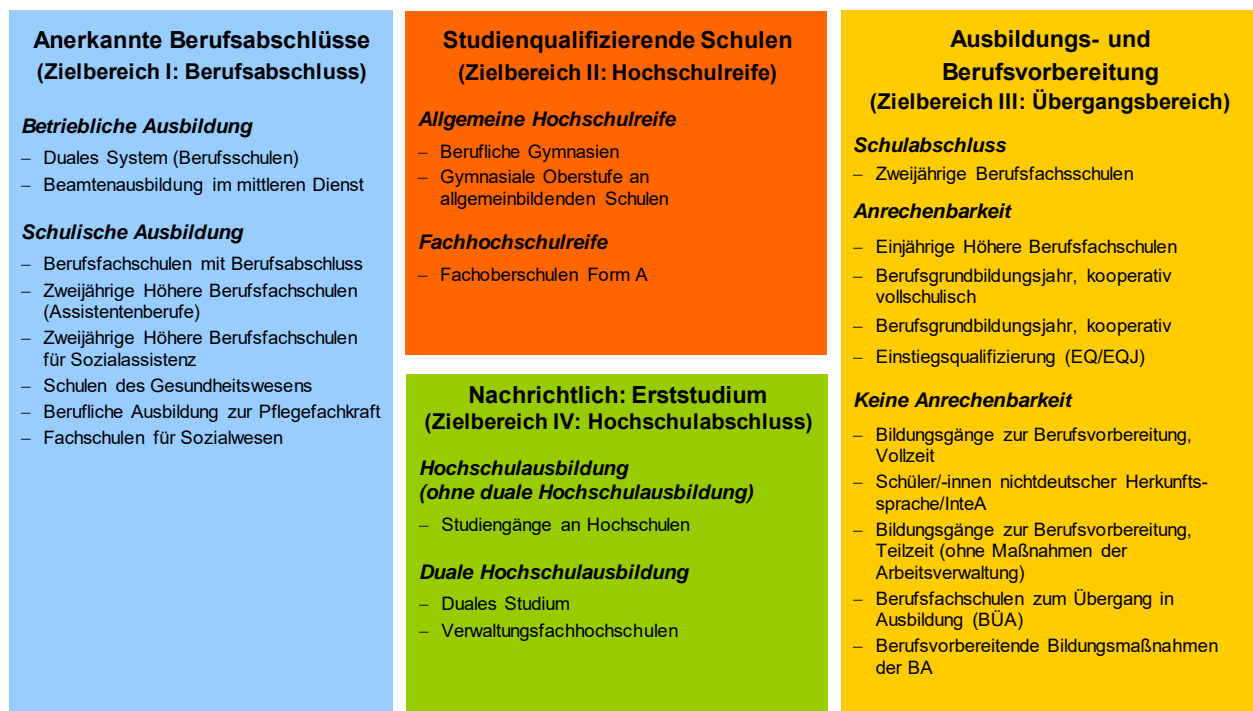 Anerkannte Berufsabschlüsse
(Zielbereich I: Berufsabschluss)
Betriebliche Ausbildung
– Duales System (Berufsschulen)
– Beamtenausbildung im mittleren Dienst
Schulische Ausbildung
– Berufsfachschulen mit Berufsabschluss
– Zweijährige Höhere Berufsfachschulen
(Assistentenberufe)
– Zweijährige Höhere Berufsfachschulen
für Sozialassistenz
– Schulen des Gesundheitswesens
– Berufliche Ausbildung zur Pflegefachkraft
– Fachschulen für Sozialwesen
Studienqualifizierende Schulen
(Zielbereich II: Hochschulreife)
Allgemeine Hochschulreife
– Berufliche Gymnasien
– Gymnasiale Oberstufe an
allgemeinbildenden Schulen
Fachhochschulreife
– Fachoberschulen Form A
Nachrichtlich: Erststudium
(Zielbereich IV: Hochschulabschluss)
Hochschulausbildung
(ohne duale Hochschulausbildung)
– Studiengänge an Hochschulen
Duale Hochschulausbildung
– Duales Studium
– Verwaltungsfachhochschulen
Ausbildungs- und
Berufsvorbereitung
(Zielbereich III: Übergangsbereich)
Schulabschluss
– Zweijährige Berufsfachsschulen
Anrechenbarkeit
– Einjährige Höhere Berufsfachschulen
– Berufsgrundbildungsjahr, kooperativ
vollschulisch
– Berufsgrundbildungsjahr, kooperativ
– Einstiegsqualifizierung (EQ/EQJ)
Keine Anrechenbarkeit
– Bildungsgänge zur Berufsvorbereitung,
Vollzeit
– Schüler/-innen nichtdeutscher Herkunfts-
sprache/InteA
– Bildungsgänge zur Berufsvorbereitung,
Teilzeit (ohne Maßnahmen der
Arbeitsverwaltung)
– Berufsfachschulen zum Übergang in
Ausbildung (BÜA)
– Berufsvorbereitende Bildungsmaßnahmen
der BA